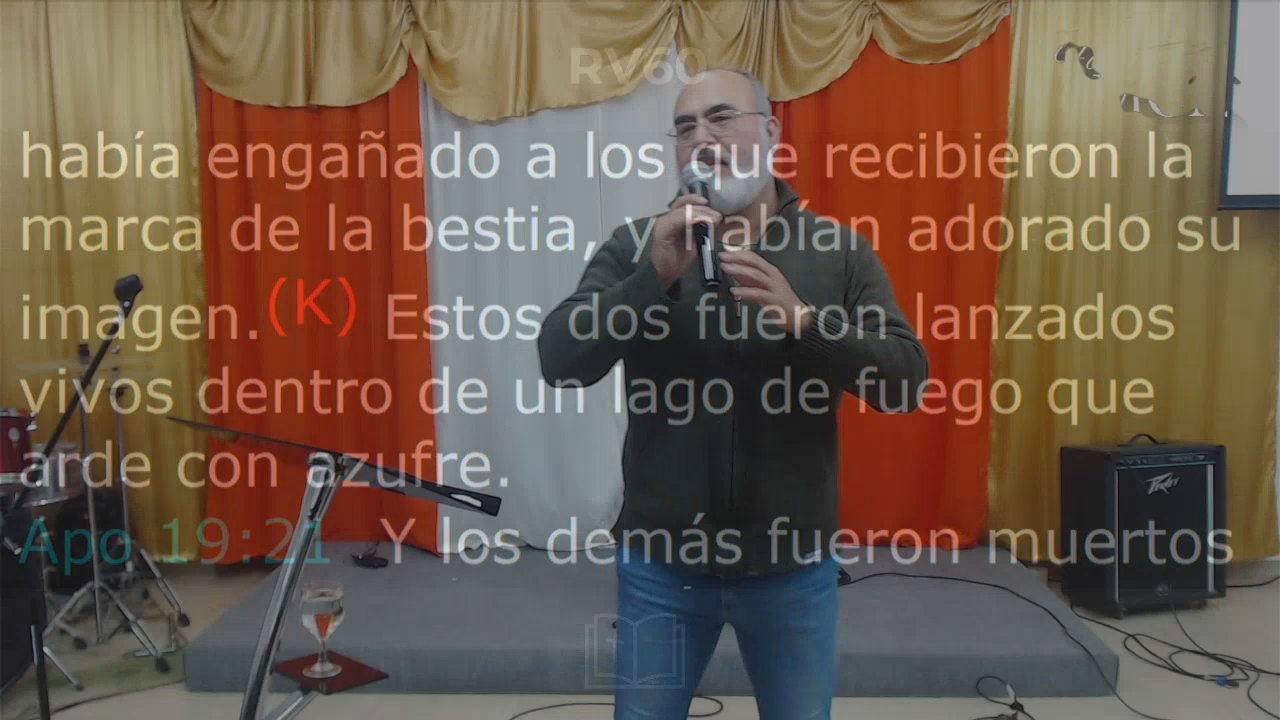 RV60
había engañado a los que recibieron la
marca de la bestia, y habían adorado su
imagen.(K) Estos dos fueron lanzados
vivos dentro de un lago de fuego que
arde con azufre.
Apo 19:21 Y los demás fueron muertos
Peavey